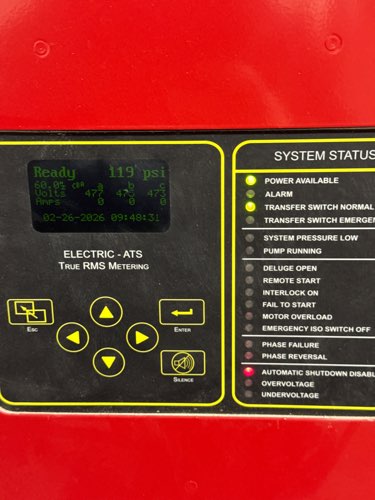 Ready 119 psi
60.0% CBA a b c
Volts 477 475 473
Amps 0 0 0
02-26-2026 09:48:31
ELECTRIC - ATS
TRUE RMS METERING
ESC
ENTER
SILENCE
SYSTEM STATUS
POWER AVAILABLE
ALARM
TRANSFER SWITCH NORMAL
TRANSFER SWITCH EMERGEN
SYSTEM PRESSURE LOW
PUMP RUNNING
DELUGE OPEN
REMOTE START
INTERLOCK ON
FAIL TO START
MOTOR OVERLOAD
EMERGENCY ISO SWITCH OFF
PHASE FAILURE
PHASE REVERSAL
AUTOMATIC SHUTDOWN DISABL
OVERVOLTAGE
UNDERVOLTAGE